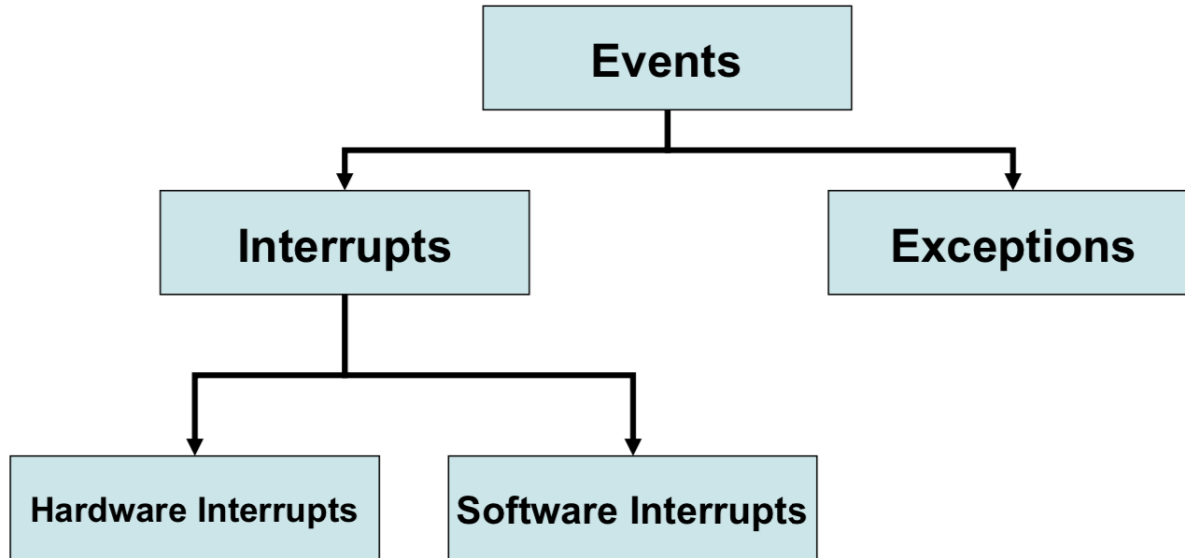 Events
Interrupts
Exceptions
Hardware Interrupts
Software Interrupts